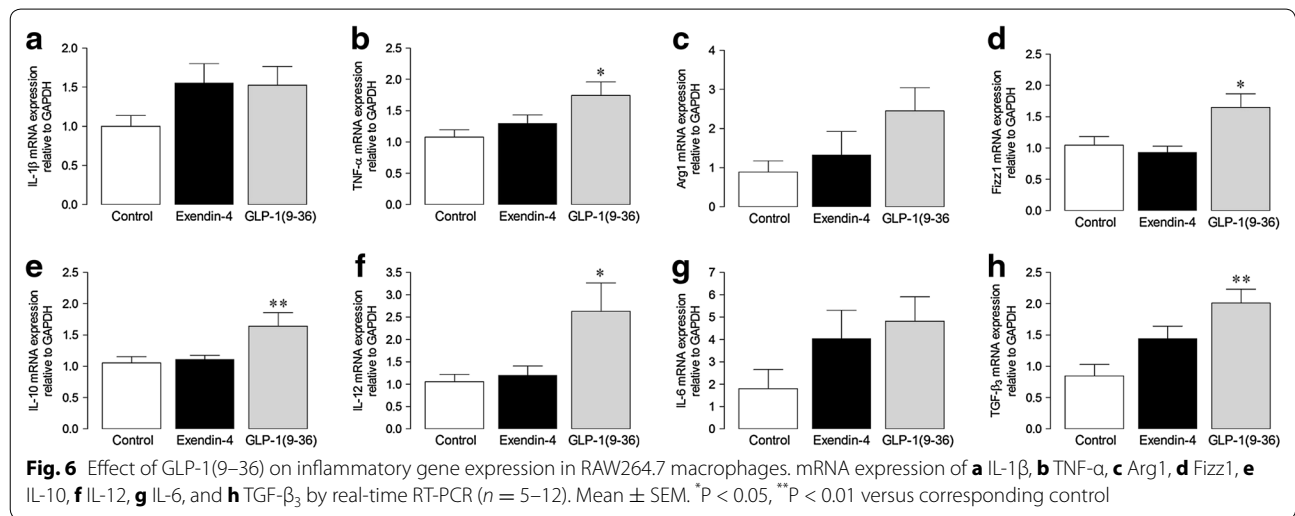 a
IL-1β mRNA expression
relative to GAPDH
2.0
1.5
1.0
0.5
0.0
Control Exendin-4 GLP-1(9-36)
b
TNF-α mRNA expression
relative to GAPDH
2.5
2.0
1.5
1.0
0.5
0.0
*
Control Exendin-4 GLP-1(9-36)
c
Arg1 mRNA expression
relative to GAPDH
4
3
2
1
0
Control Exendin-4 GLP-1(9-36
d
Fizz1 mRNA expression
relative to GAPDH
2.5
2.0
1.5
1.0
0.5
0.0
*
Control Exendin-4 GLP-1(9-36)
e
IL-10 mRNA expression
relative to GAPDH
2.5
2.0
1.5
1.0
0.5
0.0
**
Control Exendin-4 GLP-1(9-36)
f
IL-12 mRNA expression
relative to GAPDH
3.5
3.0
2.5
2.0
1.5
1.0
0.5
0.0
*
Control Exendin-4 GLP-1(9-36)
g
IL-6 mRNA expression
relative to GAPDH
7
6
5
4
3
2
1
0
Control Exendin-4 GLP-1(9-36)
h
TGF-β₃ mRNA expression
relative to GAPDH
2.5
2.0
1.5
1.0
0.5
0.0
**
Control Exendin-4 GLP-1(9-36)
Fig. 6 Effect of GLP-1(9–36) on inflammatory gene expression in RAW264.7 macrophages. mRNA expression of a IL-1β, b TNF-α, c Arg1, d Fizz1, e
IL-10, f IL-12, g IL-6, and h TGF-β₃ by real-time RT-PCR (n = 5–12). Mean ± SEM. *P < 0.05, **P < 0.01 versus corresponding control